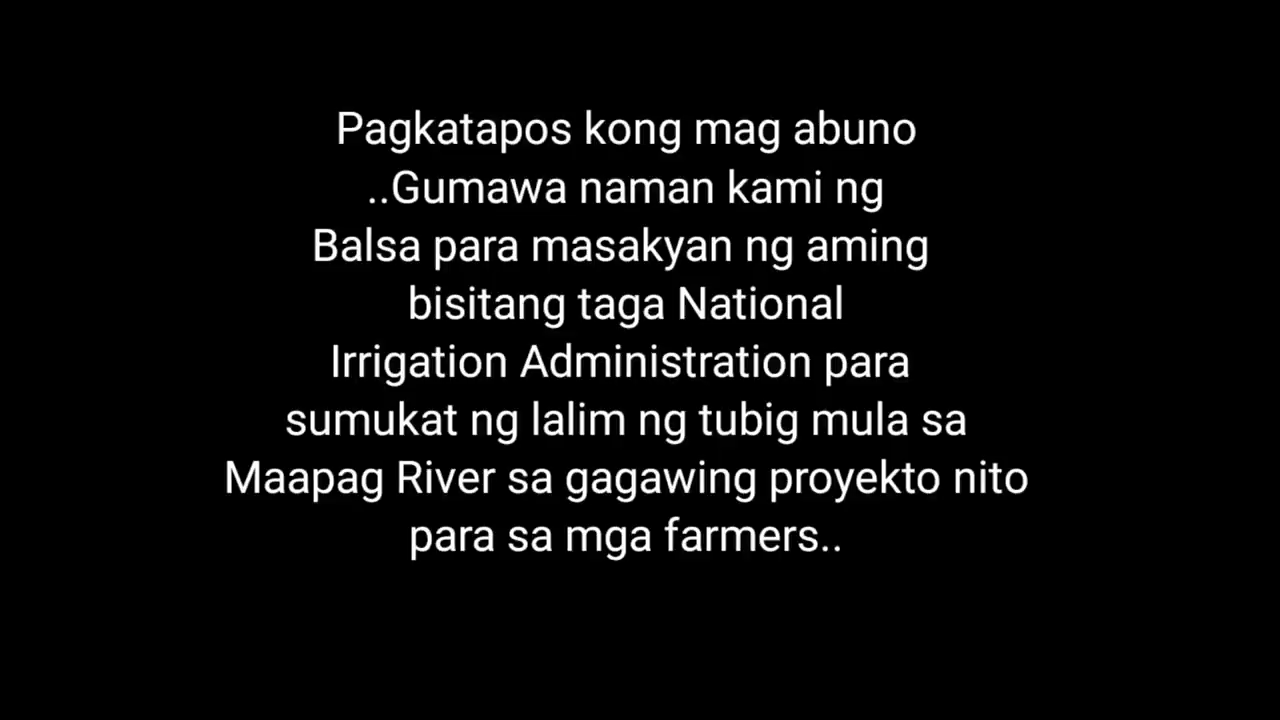 Pagkatapos kong mag abuno
..Gumawa naman kami ng
Balsa para masakyan ng aming
bisitang taga National
Irrigation Administration para
sumukat ng lalim ng tubig mula sa
Maapag River sa gagawing proyekto nito
para sa mga farmers..